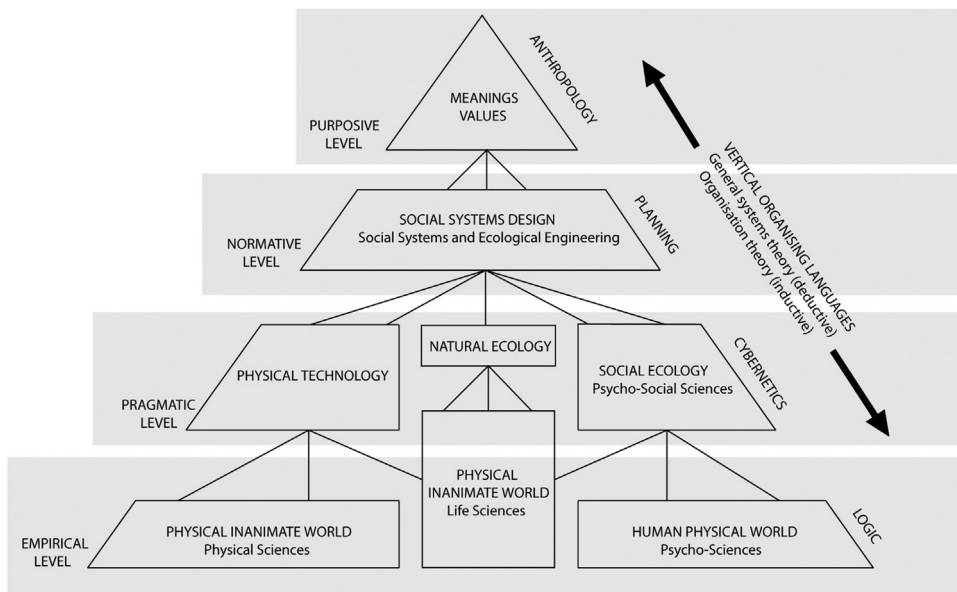 ANTHROPOLOGY
MEANINGS
VALUES
PURPOSIVE
LEVEL
VERTICAL ORGANISING LANGUAGES
General systems theory (deductive)
Organisation theory (inductive)
PLANNING
SOCIAL SYSTEMS DESIGN
Social Systems and Ecological Engineering
NORMATIVE
LEVEL
NATURAL ECOLOGY
PHYSICAL TECHNOLOGY
SOCIAL ECOLOGY
Psycho-Social Sciences
CYBERNETICS
PRAGMATIC
LEVEL
PHYSICAL
INANIMATE WORLD
Life Sciences
PHYSICAL INANIMATE WORLD
Physical Sciences
HUMAN PHYSICAL WORLD
Psycho-Sciences
LOGIC
EMPIRICAL
LEVEL